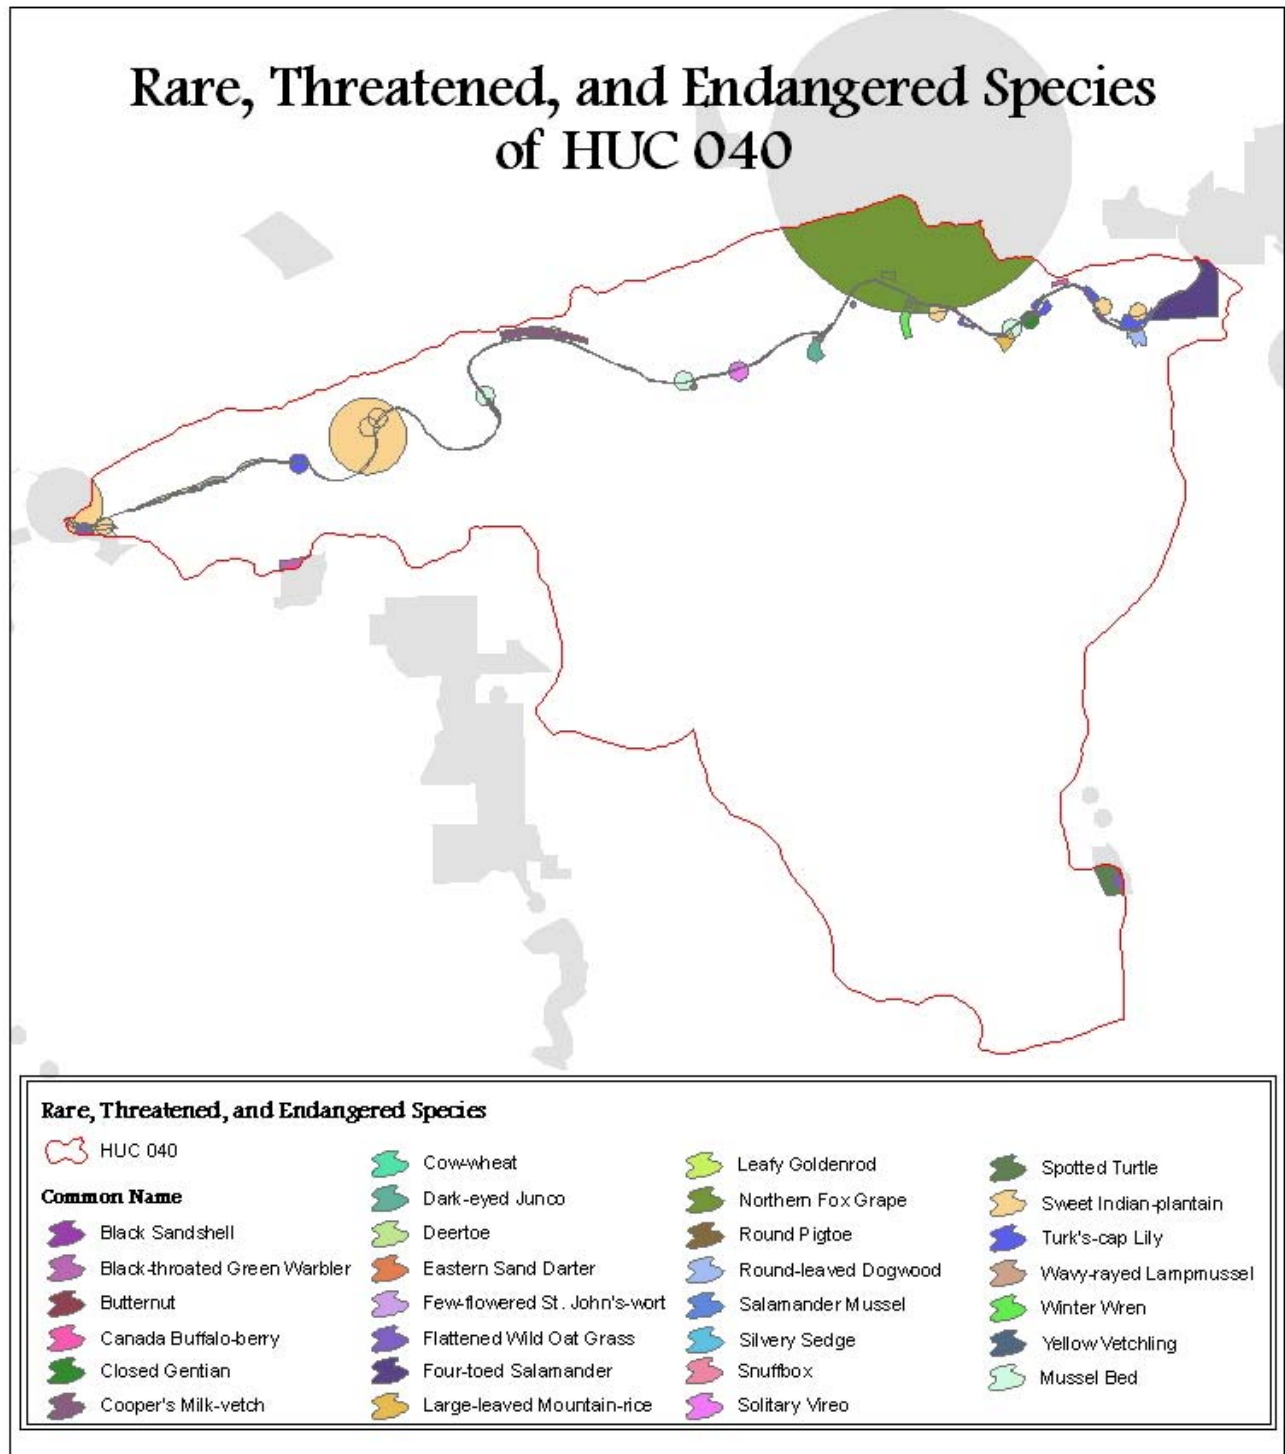 Rare, Threatened, and Endangered Species
of HUC 040
Rare, Threatened, and Endangered Species
HUC 040
Common Name
Black Sandshell
Black-throated Green Warbler
Butternut
Canada Buffalo-berry
Closed Gentian
Cooper's Milk-vetch
Cow-wheat
Dark-eyed Junco
Deertoe
Eastern Sand Darter
Few-flowered St. John's-wort
Flattened Wild Oat Grass
Four-toed Salamander
Large-leaved Mountain-rice
Leafy Goldenrod
Northern Fox Grape
Round Pigtoe
Round-leaved Dogwood
Salamander Mussel
Silvery Sedge
Snuffbox
Solitary Vireo
Spotted Turtle
Sweet Indian-plantain
Turk's-cap Lily
Wavy-rayed Lampmussel
Winter Wren
Yellow Vetchling
Mussel Bed